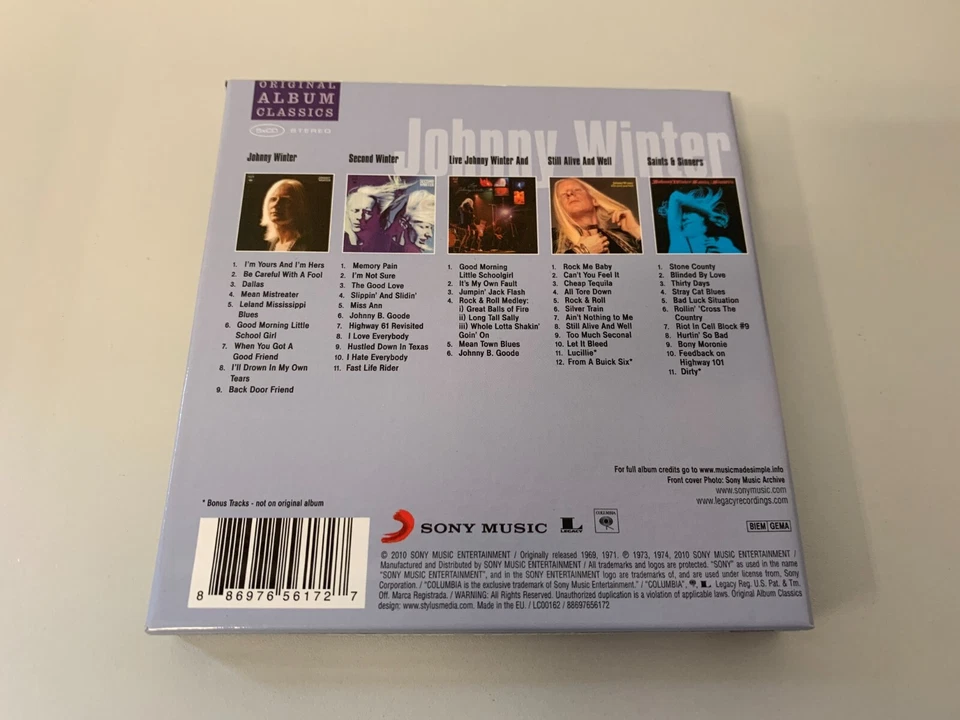 ORIGINAL
ALBUM
CLASSICS
5xCD STEREO
Johnny Winter
Johnny Winter
1. I'm Yours And I'm Hers
2. Be Careful With A Fool
3. Dallas
4. Mean Mistreater
5. Leland Mississippi
Blues
6. Good Morning Little
School Girl
7. When You Got A
Good Friend
8. I'll Drown In My Own
Tears
9. Back Door Friend
Second Winter
1. Memory Pain
2. I'm Not Sure
3. The Good Love
4. Slippin' And Slidin'
5. Miss Ann
6. Johnny B. Goode
7. Highway 61 Revisited
8. I Love Everybody
9. Hustled Down In Texas
10. I Hate Everybody
11. Fast Life Rider
Live Johnny Winter And
1. Good Morning
Little Schoolgirl
2. It's My Own Fault
3. Jumpin' Jack Flash
4. Rock & Roll Medley:
i) Great Balls of Fire
ii) Long Tall Sally
iii) Whole Lotta Shakin'
Goin' On
5. Mean Town Blues
6. Johnny B. Goode
Still Alive And Well
1. Rock Me Baby
2. Can't You Feel It
3. Cheap Tequila
4. All Tore Down
5. Rock & Roll
6. Silver Train
7. Ain't Nothing to Me
8. Still Alive And Well
9. Too Much Seconal
10. Let It Bleed
11. Lucillie*
12. From A Buick Six*
Saints & Sinners
1. Stone County
2. Blinded By Love
3. Thirty Days
4. Stray Cat Blues
5. Bad Luck Situation
6. Rollin' 'Cross The
Country
7. Riot In Cell Block #9
8. Hurtin' So Bad
9. Bony Moronie
10. Feedback on
Highway 101
11. Dirty*
For full album credits go to www.musicmadesimple.info
Front cover Photo: Sony Music Archive
www.sonymusic.com
www.legacyrecordings.com
* Bonus Tracks - not on original album
SONY MUSIC
LEGACY
COLUMBIA
BIEM GEMA
8 86976 56172 7
© 2010 SONY MUSIC ENTERTAINMENT / Originally released 1969, 1971. ℗ 1973, 1974, 2010 SONY MUSIC ENTERTAINMENT /
Manufactured and Distributed by SONY MUSIC ENTERTAINMENT / All trademarks and logos are protected. "SONY" as used in the name
"SONY MUSIC ENTERTAINMENT", and in the SONY ENTERTAINMENT logo are trademarks of, and are used under license from, Sony
Corporation. / "COLUMBIA" is the exclusive trademark of Sony Music Entertainment. / "COLUMBIA", Legacy Reg. U.S. Pat. & Tm.
Off. Marca Registrada. / WARNING: All Rights Reserved. Unauthorized duplication is a violation of applicable laws. Original Album Classics
design: www.stylusmedia.com. Made in the EU. / LC00162 / 88697656172